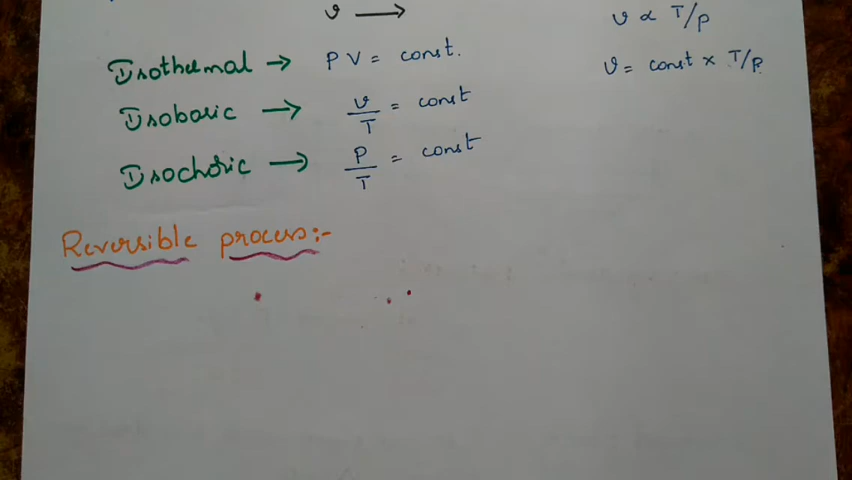 v ⟶
v ∝ T/p
Isothermal → PV = const.
v = const × T/P.
Isobaric → v/T = const
Isochoric → P/T = const
Reversible process:-